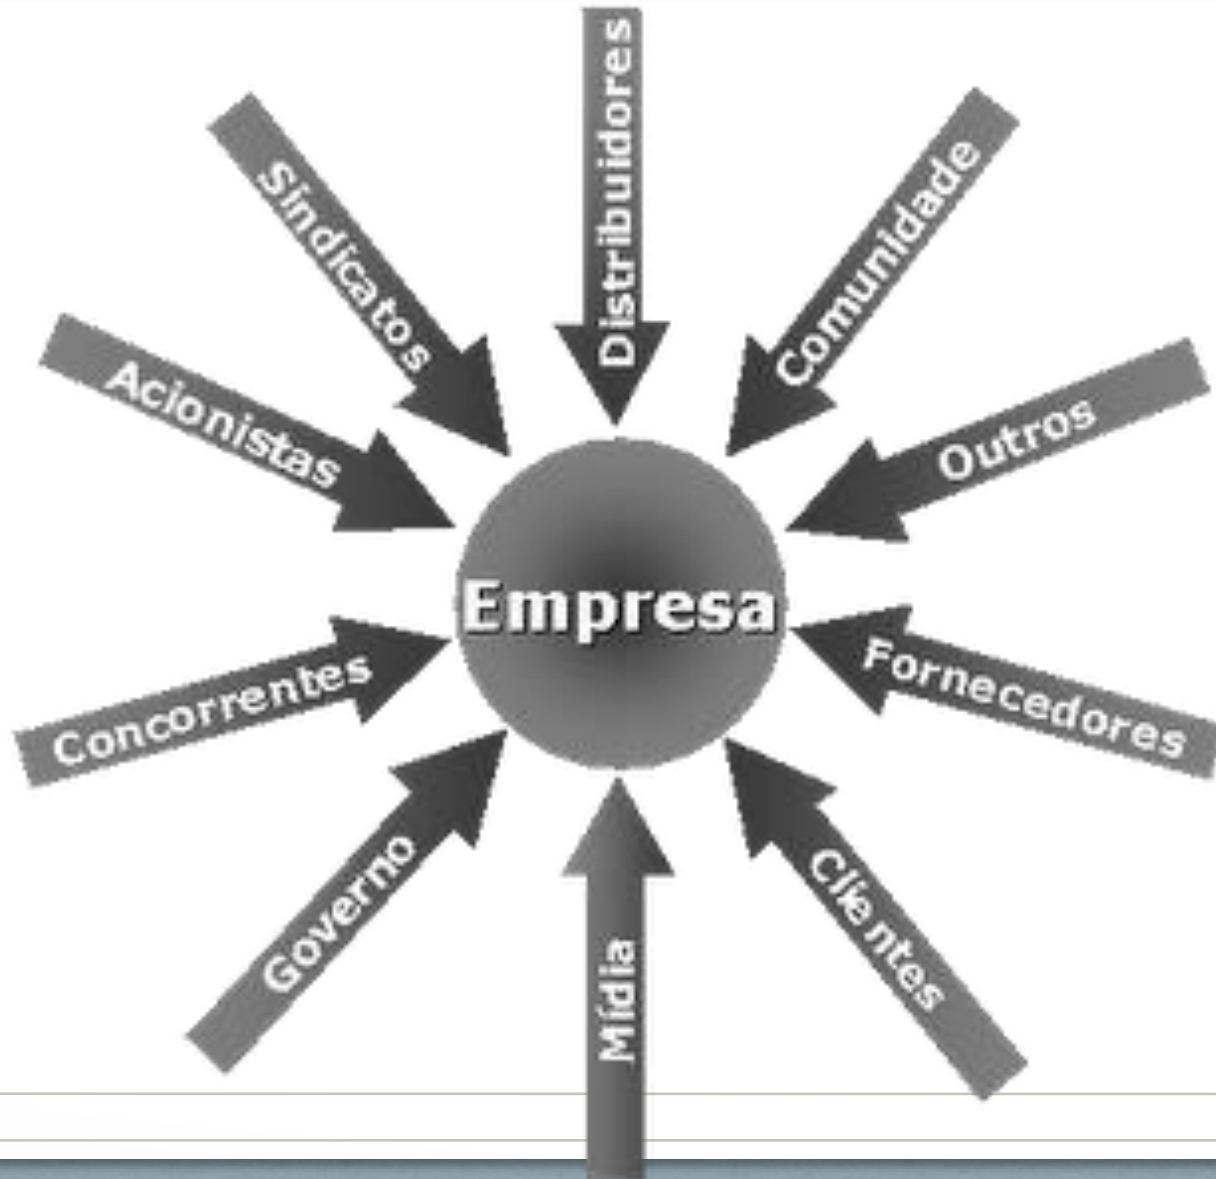 Distribuidores
Sindicatos
Comunidade
Acionistas
Outros
Empresa
Concorrentes
Fornecedores
Governo
Clientes
Mídia